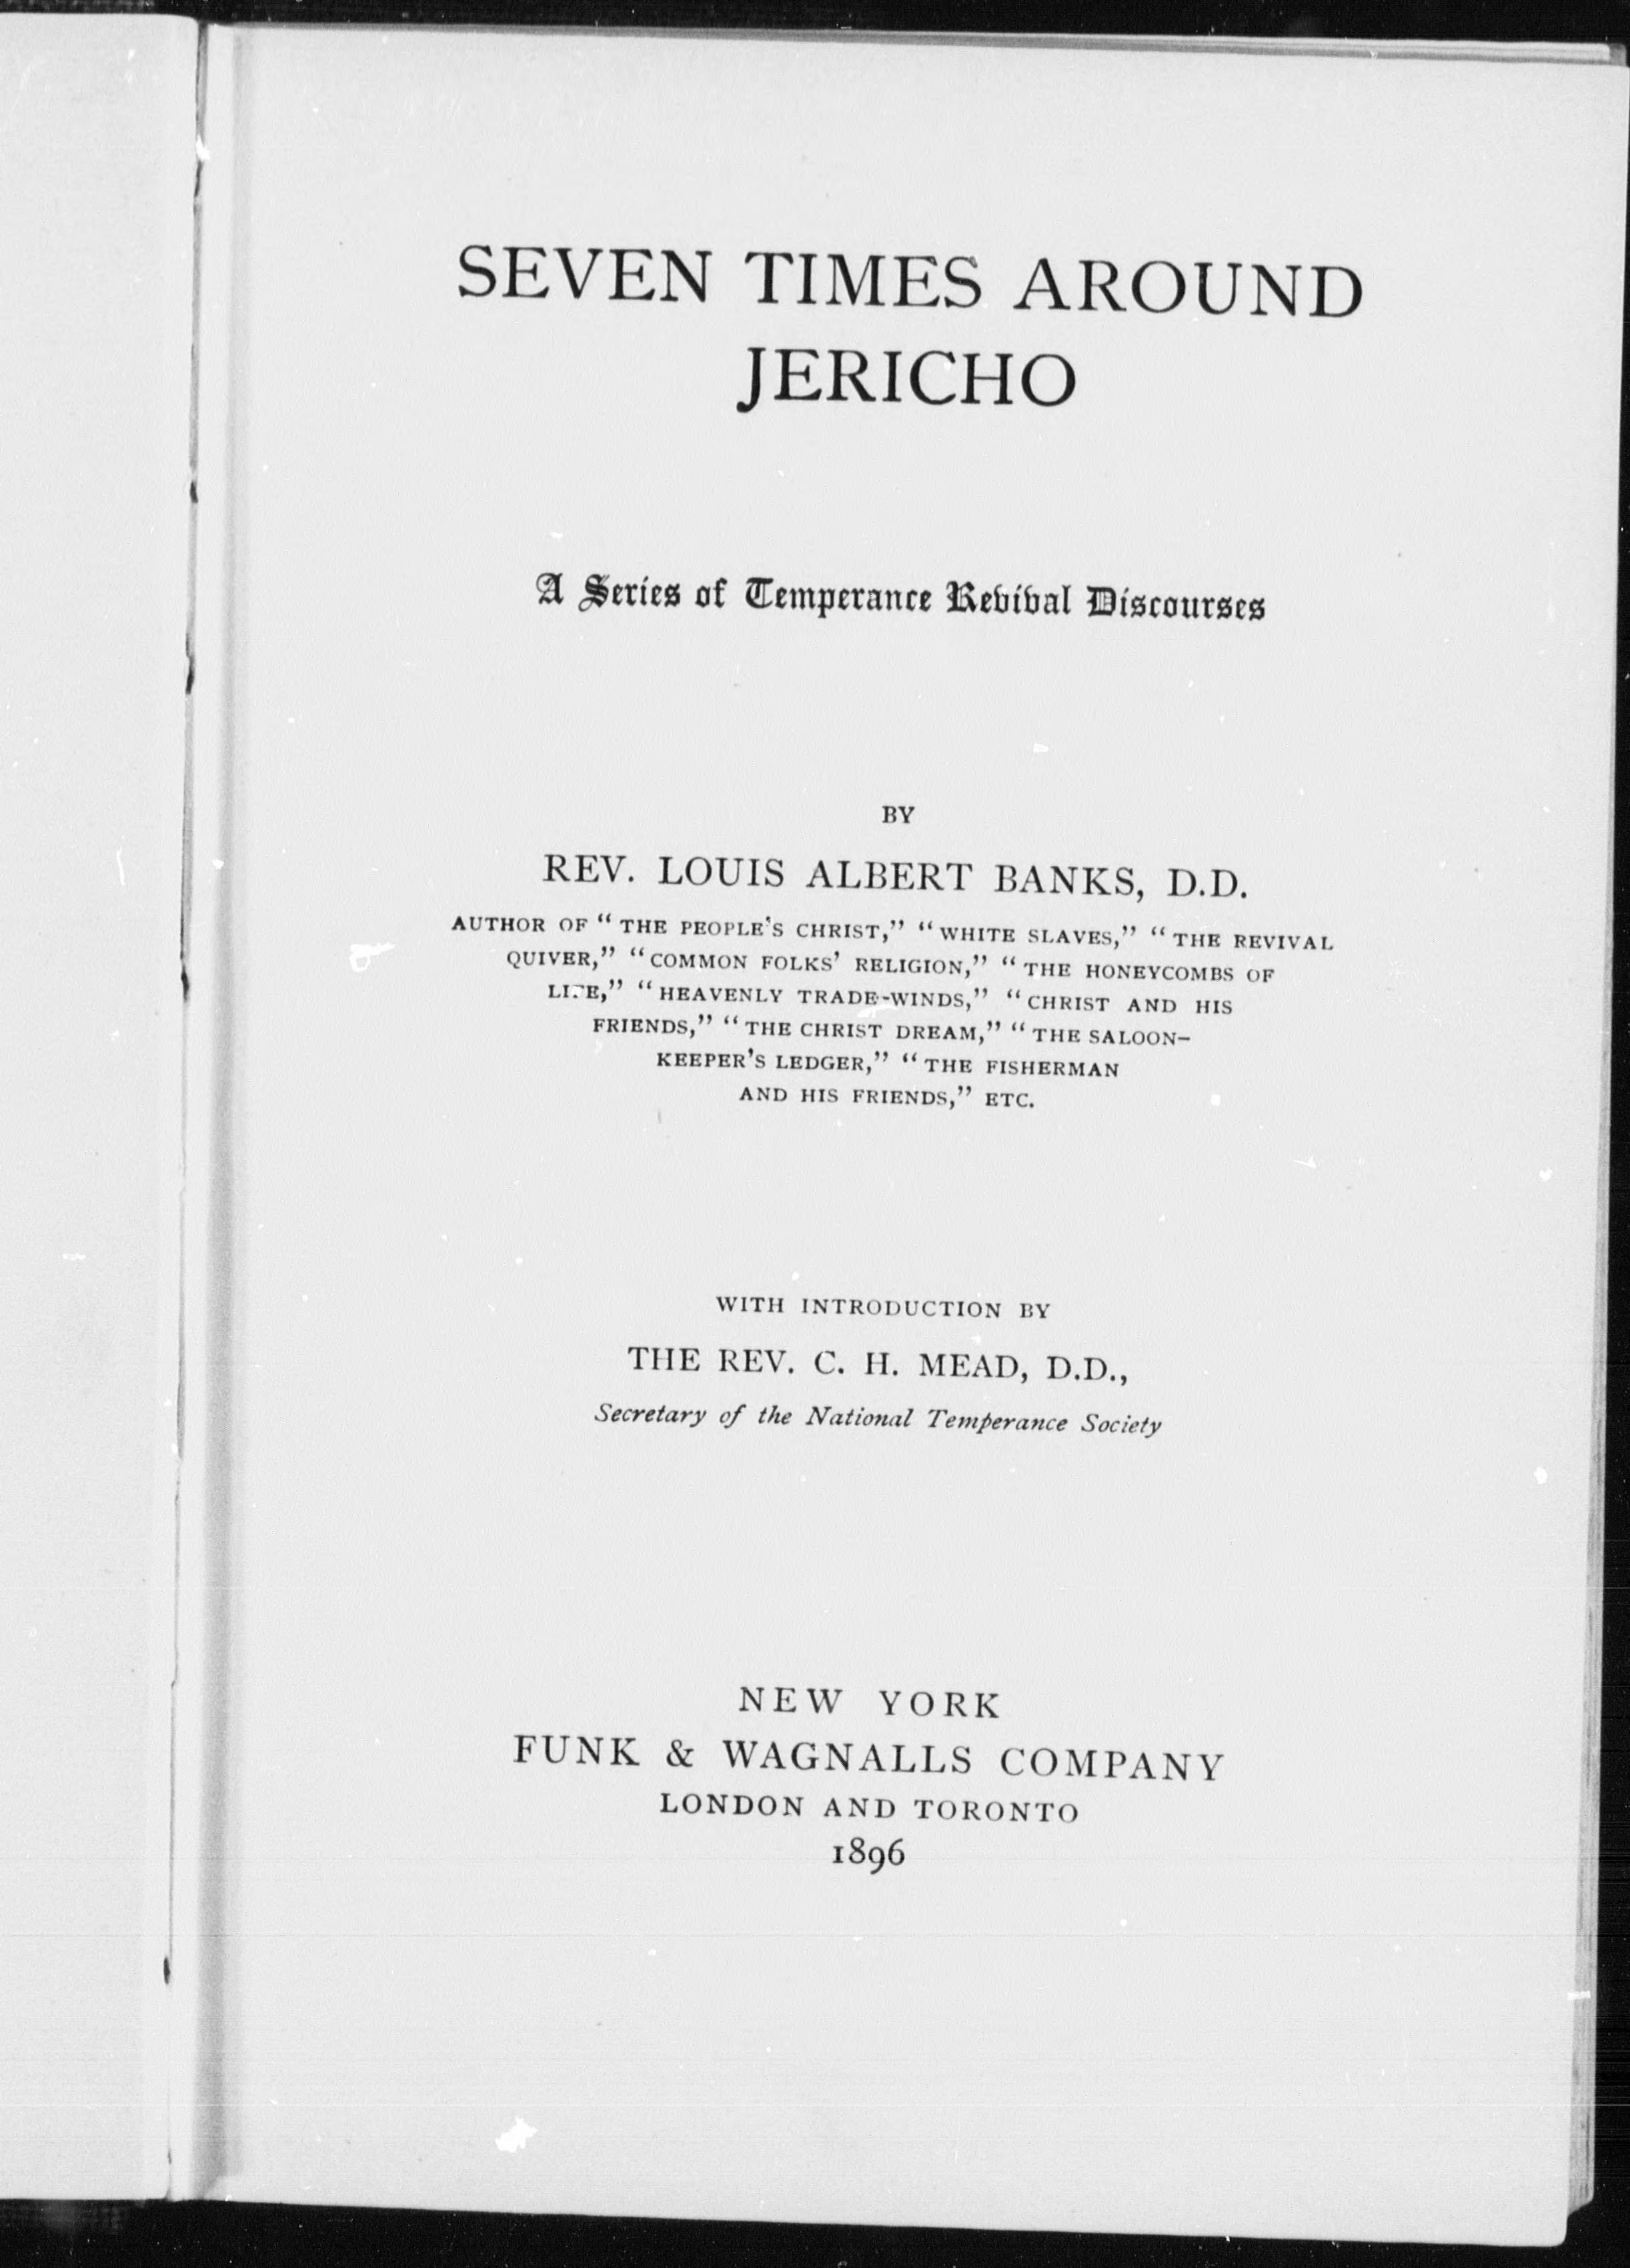 SEVEN TIMES AROUND
JERICHO
A Series of Temperance Revival Discourses
BY
REV. LOUIS ALBERT BANKS, D.D.
AUTHOR OF “THE PEOPLE'S CHRIST,” “WHITE SLAVES,” “THE REVIVAL
QUIVER,” “COMMON FOLKS' RELIGION,” “THE HONEYCOMBS OF
LIFE,” “HEAVENLY TRADE-WINDS,” “CHRIST AND HIS
FRIENDS,” “THE CHRIST DREAM,” “THE SALOON-
KEEPER'S LEDGER,” “THE FISHERMAN
AND HIS FRIENDS,” ETC.
WITH INTRODUCTION BY
THE REV. C. H. MEAD, D.D.,
Secretary of the National Temperance Society
NEW YORK
FUNK & WAGNALLS COMPANY
LONDON AND TORONTO
1896